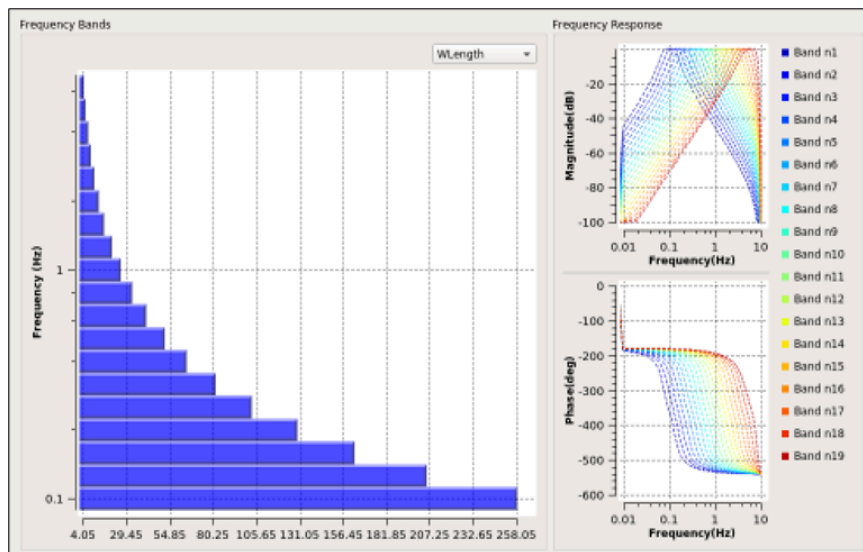 Frequency Bands
WLength
Frequency (Hz)
1
0.1
4.05 29.45 54.85 80.25 105.65 131.05 156.45 181.85 207.25 232.65 258.05
Frequency Response
Magnitude(dB)
-20
-40
-60
-80
-100
0.01 0.1 1 10
Frequency(Hz)
Phase(deg)
0
-100
-200
-300
-400
-500
-600
0.01 0.1 1 10
Frequency(Hz)
Band n1
Band n2
Band n3
Band n4
Band n5
Band n6
Band n7
Band n8
Band n9
Band n10
Band n11
Band n12
Band n13
Band n14
Band n15
Band n16
Band n17
Band n18
Band n19